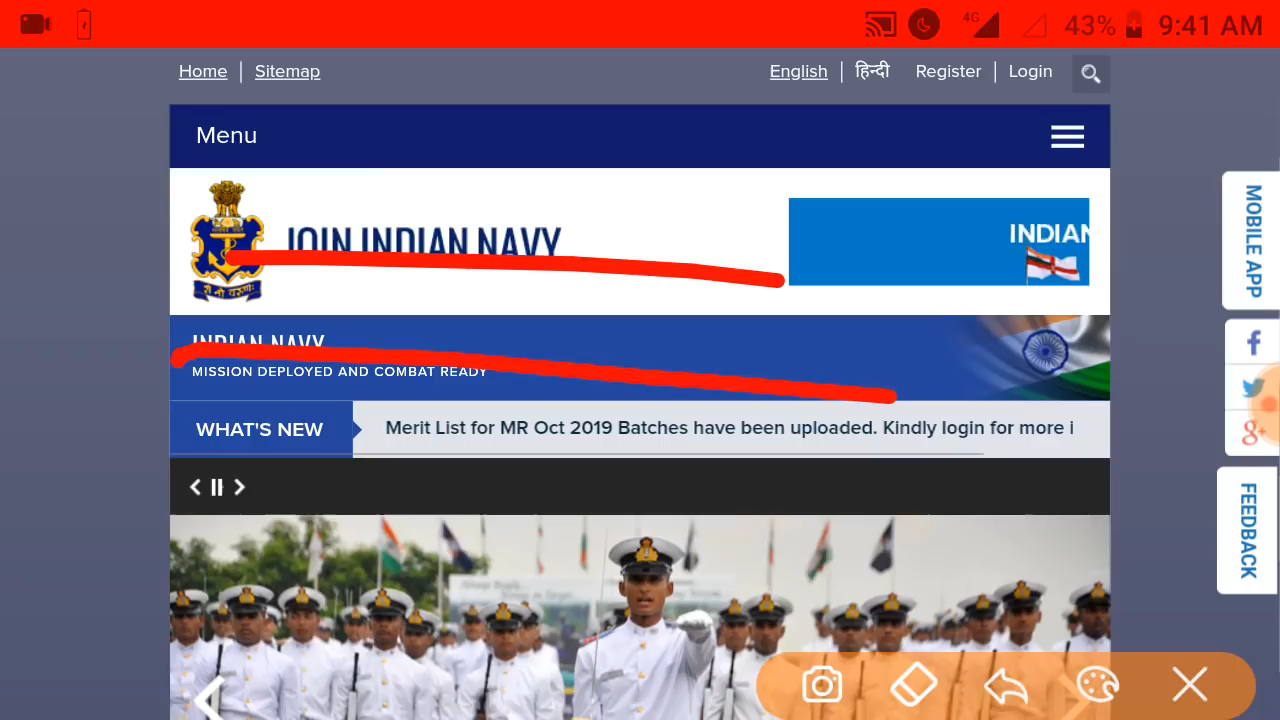 4G 43% 9:41 AM
Home | Sitemap
English | हिन्दी Register | Login
Menu
JOIN INDIAN NAVY
INDIAN
INDIAN NAVY
MISSION DEPLOYED AND COMBAT READY
WHAT'S NEW
Merit List for MR Oct 2019 Batches have been uploaded. Kindly login for more i
MOBILE APP
FEEDBACK